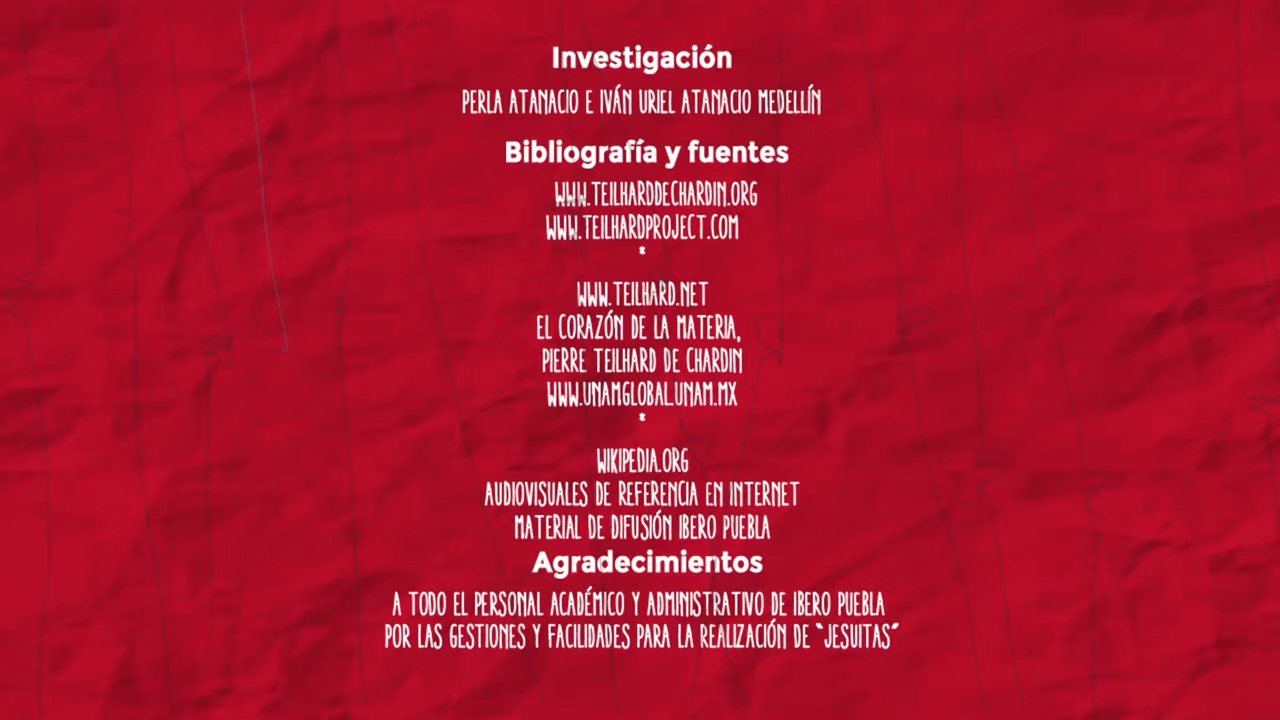 Investigación
PERLA ATANACIO E IVÁN URIEL ATANACIO MEDELLÍN
Bibliografía y fuentes
WWW.TEILHARDDECHARDIN.ORG
WWW.TEILHARDPROJECT.COM
*
WWW.TEILHARD.NET
EL CORAZÓN DE LA MATERIA,
PIERRE TEILHARD DE CHARDIN
WWW.UNAMGLOBAL.UNAM.MX
*
WIKIPEDIA.ORG
AUDIOVISUALES DE REFERENCIA EN INTERNET
MATERIAL DE DIFUSIÓN IBERO PUEBLA
Agradecimientos
A TODO EL PERSONAL ACADÉMICO Y ADMINISTRATIVO DE IBERO PUEBLA
POR LAS GESTIONES Y FACILIDADES PARA LA REALIZACIÓN DE “JESUITAS”